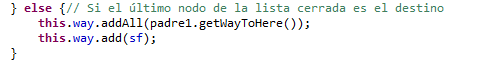 } else {// Si el último nodo de la lista cerrada es el destino
this.way.addAll(padre1.getWayToHere());
this.way.add(sf);
}